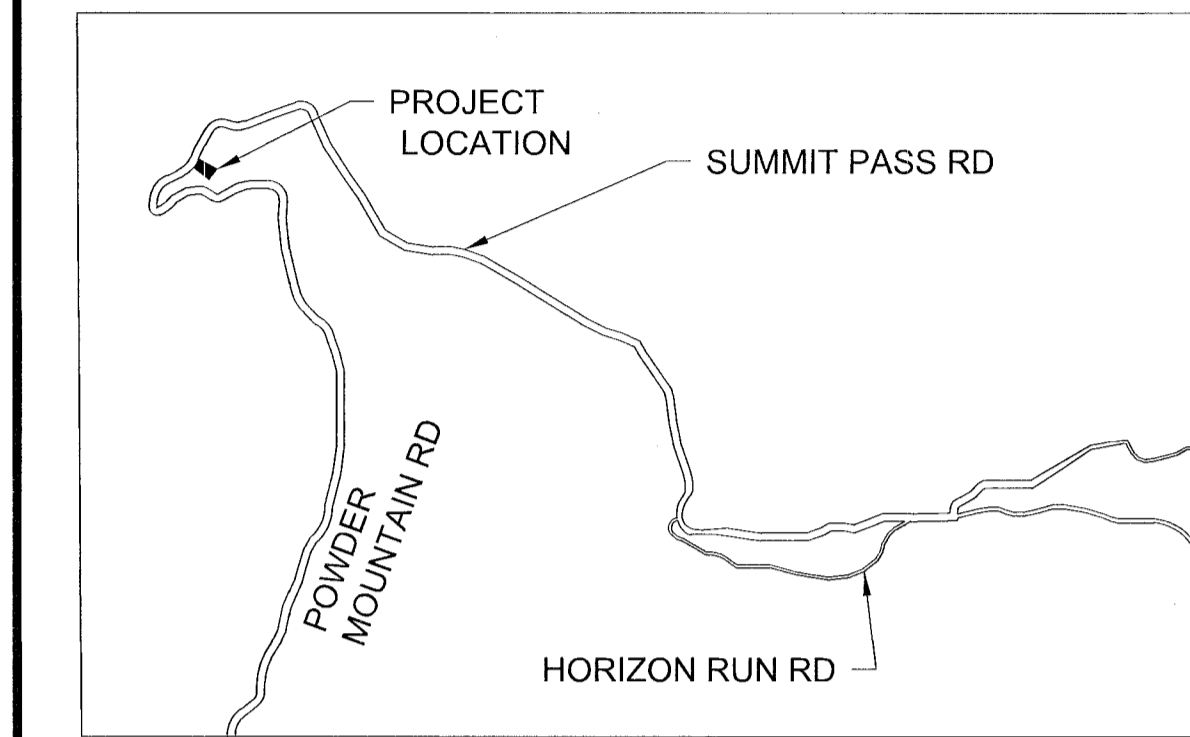 PROJECT
LOCATION
SUMMIT PASS RD
POWDER
MOUNTAIN RD
HORIZON RUN RD